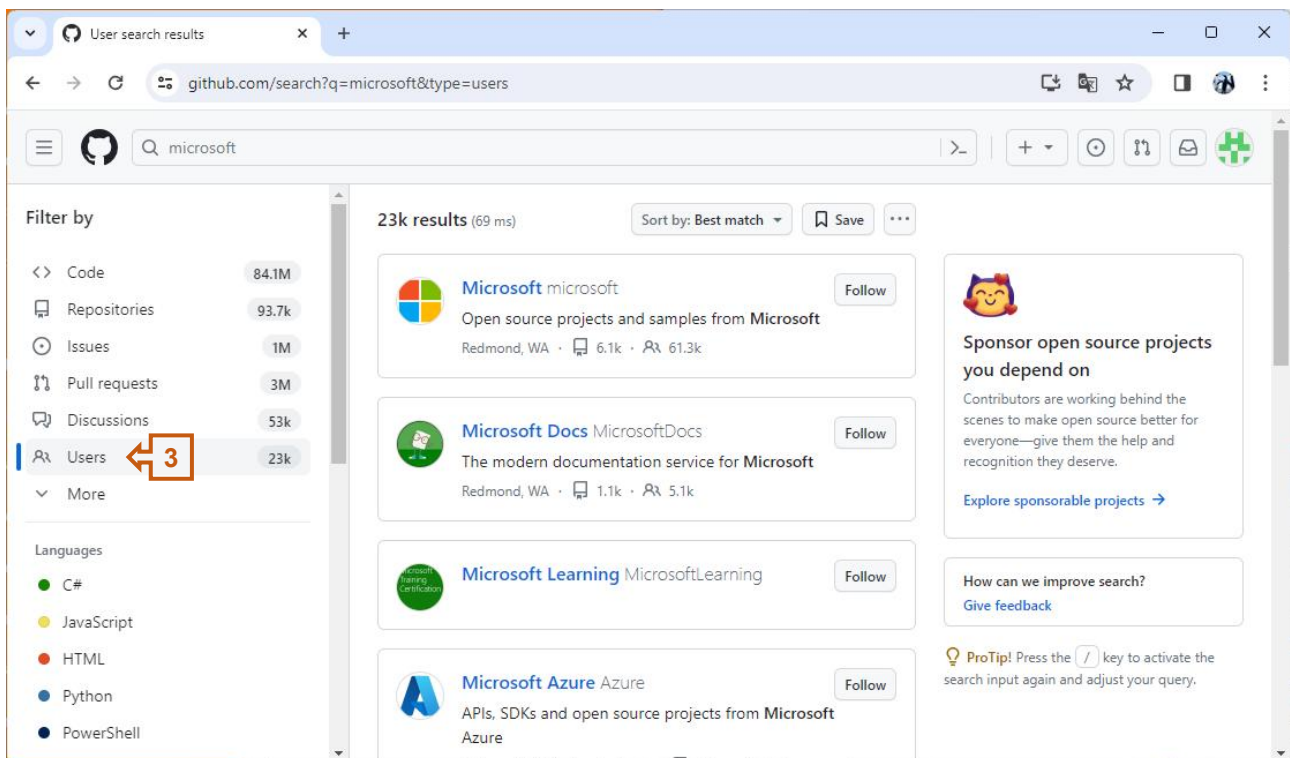 User search results
github.com/search?q=microsoft&type=users
microsoft
Filter by
Code 84.1M
Repositories 93.7k
Issues 1M
Pull requests 3M
Discussions 53k
Users 3 23k
More
Languages
C#
JavaScript
HTML
Python
PowerShell
23k results (69 ms) Sort by: Best match Save
Microsoft microsoft Follow
Open source projects and samples from Microsoft
Redmond, WA · 6.1k · 61.3k
Microsoft Docs MicrosoftDocs Follow
The modern documentation service for Microsoft
Redmond, WA · 1.1k · 5.1k
Microsoft
Training
Certification
Microsoft Learning MicrosoftLearning Follow
Microsoft Azure Azure Follow
APIs, SDKs and open source projects from Microsoft
Azure
Sponsor open source projects
you depend on
Contributors are working behind the
scenes to make open source better for
everyone—give them the help and
recognition they deserve.
Explore sponsorable projects →
How can we improve search?
Give feedback
ProTip! Press the / key to activate the
search input again and adjust your query.